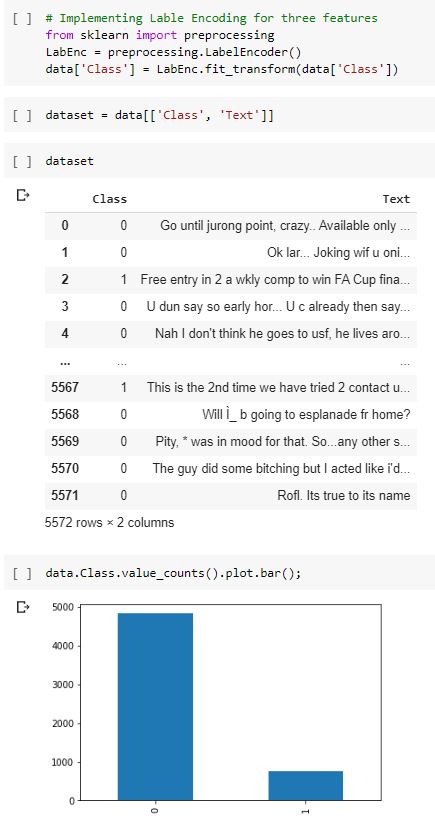 [ ] # Implementing Lable Encoding for three features
from sklearn import preprocessing
LabEnc = preprocessing.LabelEncoder()
data['Class'] = LabEnc.fit_transform(data['Class'])
[ ] dataset = data[['Class', 'Text']]
[ ] dataset
Class Text
0 0 Go until jurong point, crazy.. Available only ...
1 0 Ok lar... Joking wif u oni...
2 1 Free entry in 2 a wkly comp to win FA Cup fina...
3 0 U dun say so early hor... U c already then say...
4 0 Nah I don't think he goes to usf, he lives aro...
... ... ...
5567 1 This is the 2nd time we have tried 2 contact u...
5568 0 Will Ì_ b going to esplanade fr home?
5569 0 Pity, * was in mood for that. So...any other s...
5570 0 The guy did some bitching but I acted like i'd...
5571 0 Rofl. Its true to its name
5572 rows × 2 columns
[ ] data.Class.value_counts().plot.bar();
5000
4000
3000
2000
1000
0
0 1